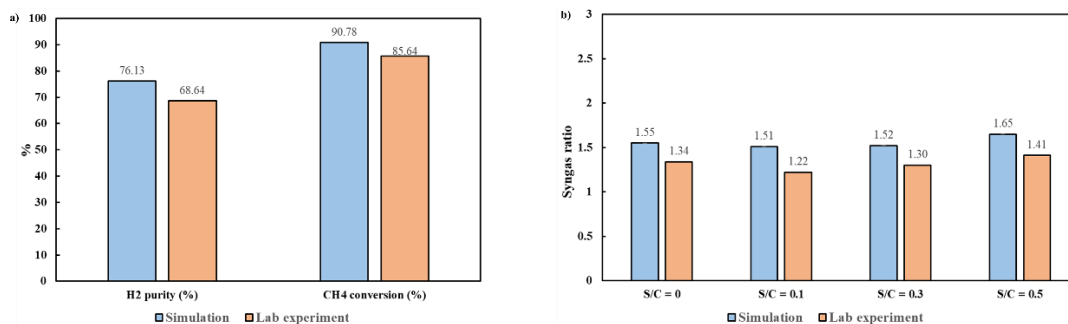 a)
100
90
80
70
60
50
40
30
20
10
0
%
76.13
68.64
90.78
85.64
H2 purity (%)
CH4 conversion (%)
Simulation
Lab experiment
b)
3
2.5
2
1.5
1
0.5
0
Syngas ratio
1.55
1.34
1.51
1.22
1.52
1.30
1.65
1.41
S/C = 0
S/C = 0.1
S/C = 0.3
S/C = 0.5
Simulation
Lab experiment